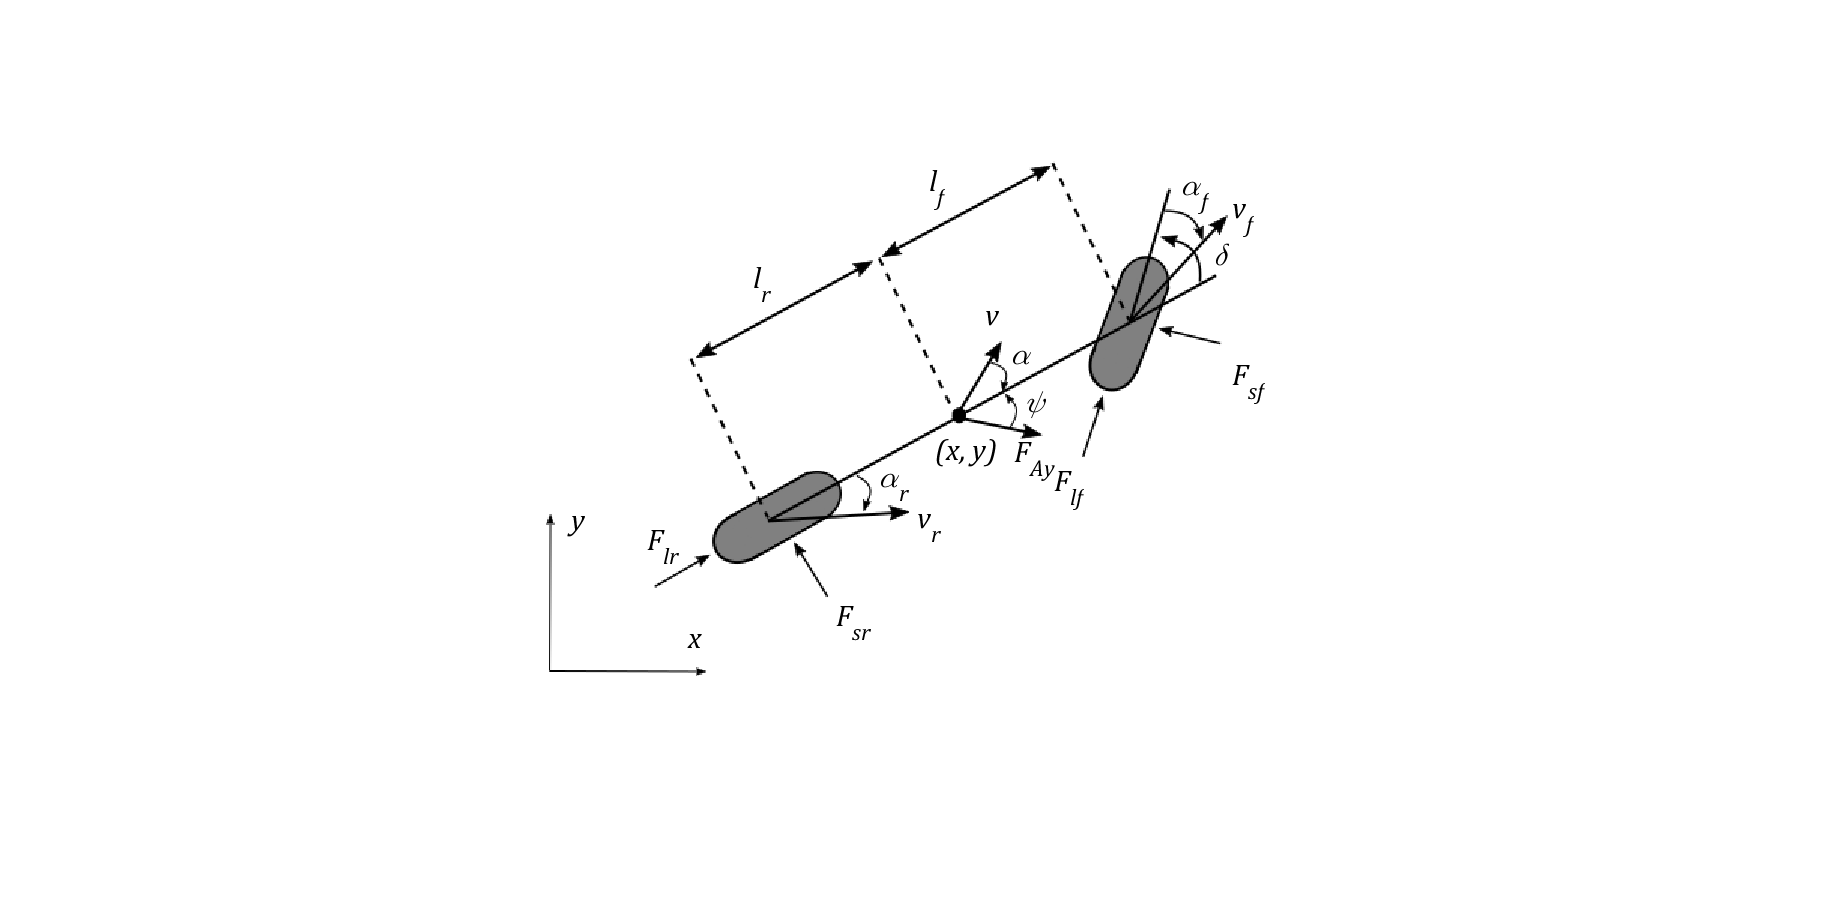 l_f
α_f
v_f
δ
l_r
v
α
ψ
F_sf
(x, y)
F_Ay
F_lf
α_r
v_r
y
F_lr
F_sr
x